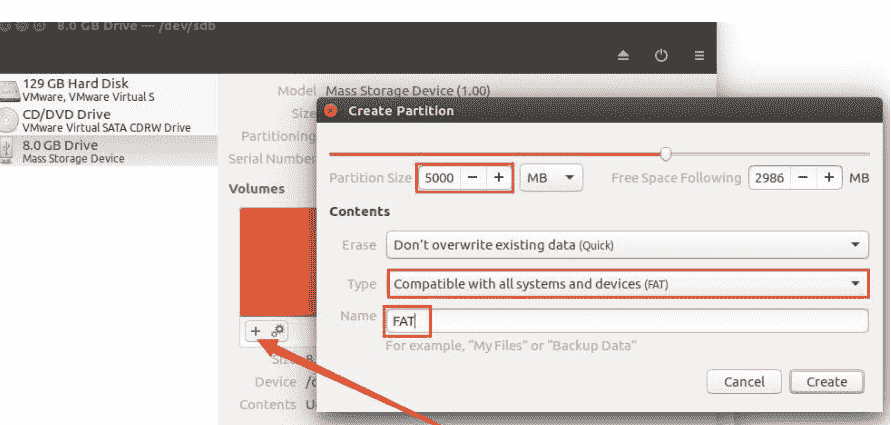 8.0 GB Drive — /dev/sdb
129 GB Hard Disk
VMware, VMware Virtual S
CD/DVD Drive
VMware Virtual SATA CDRW Drive
8.0 GB Drive
Mass Storage Device
Model Mass Storage Device (1.00)
Size
Partitioning
Serial Number
Volumes
Create Partition
Partition Size 5000 − + MB Free Space Following 2986 − + MB
Contents
Erase Don't overwrite existing data (Quick)
Type Compatible with all systems and devices (FAT)
Name FAT
For example, "My Files" or "Backup Data"
Cancel Create
+
Size 8
Device /d
Contents U